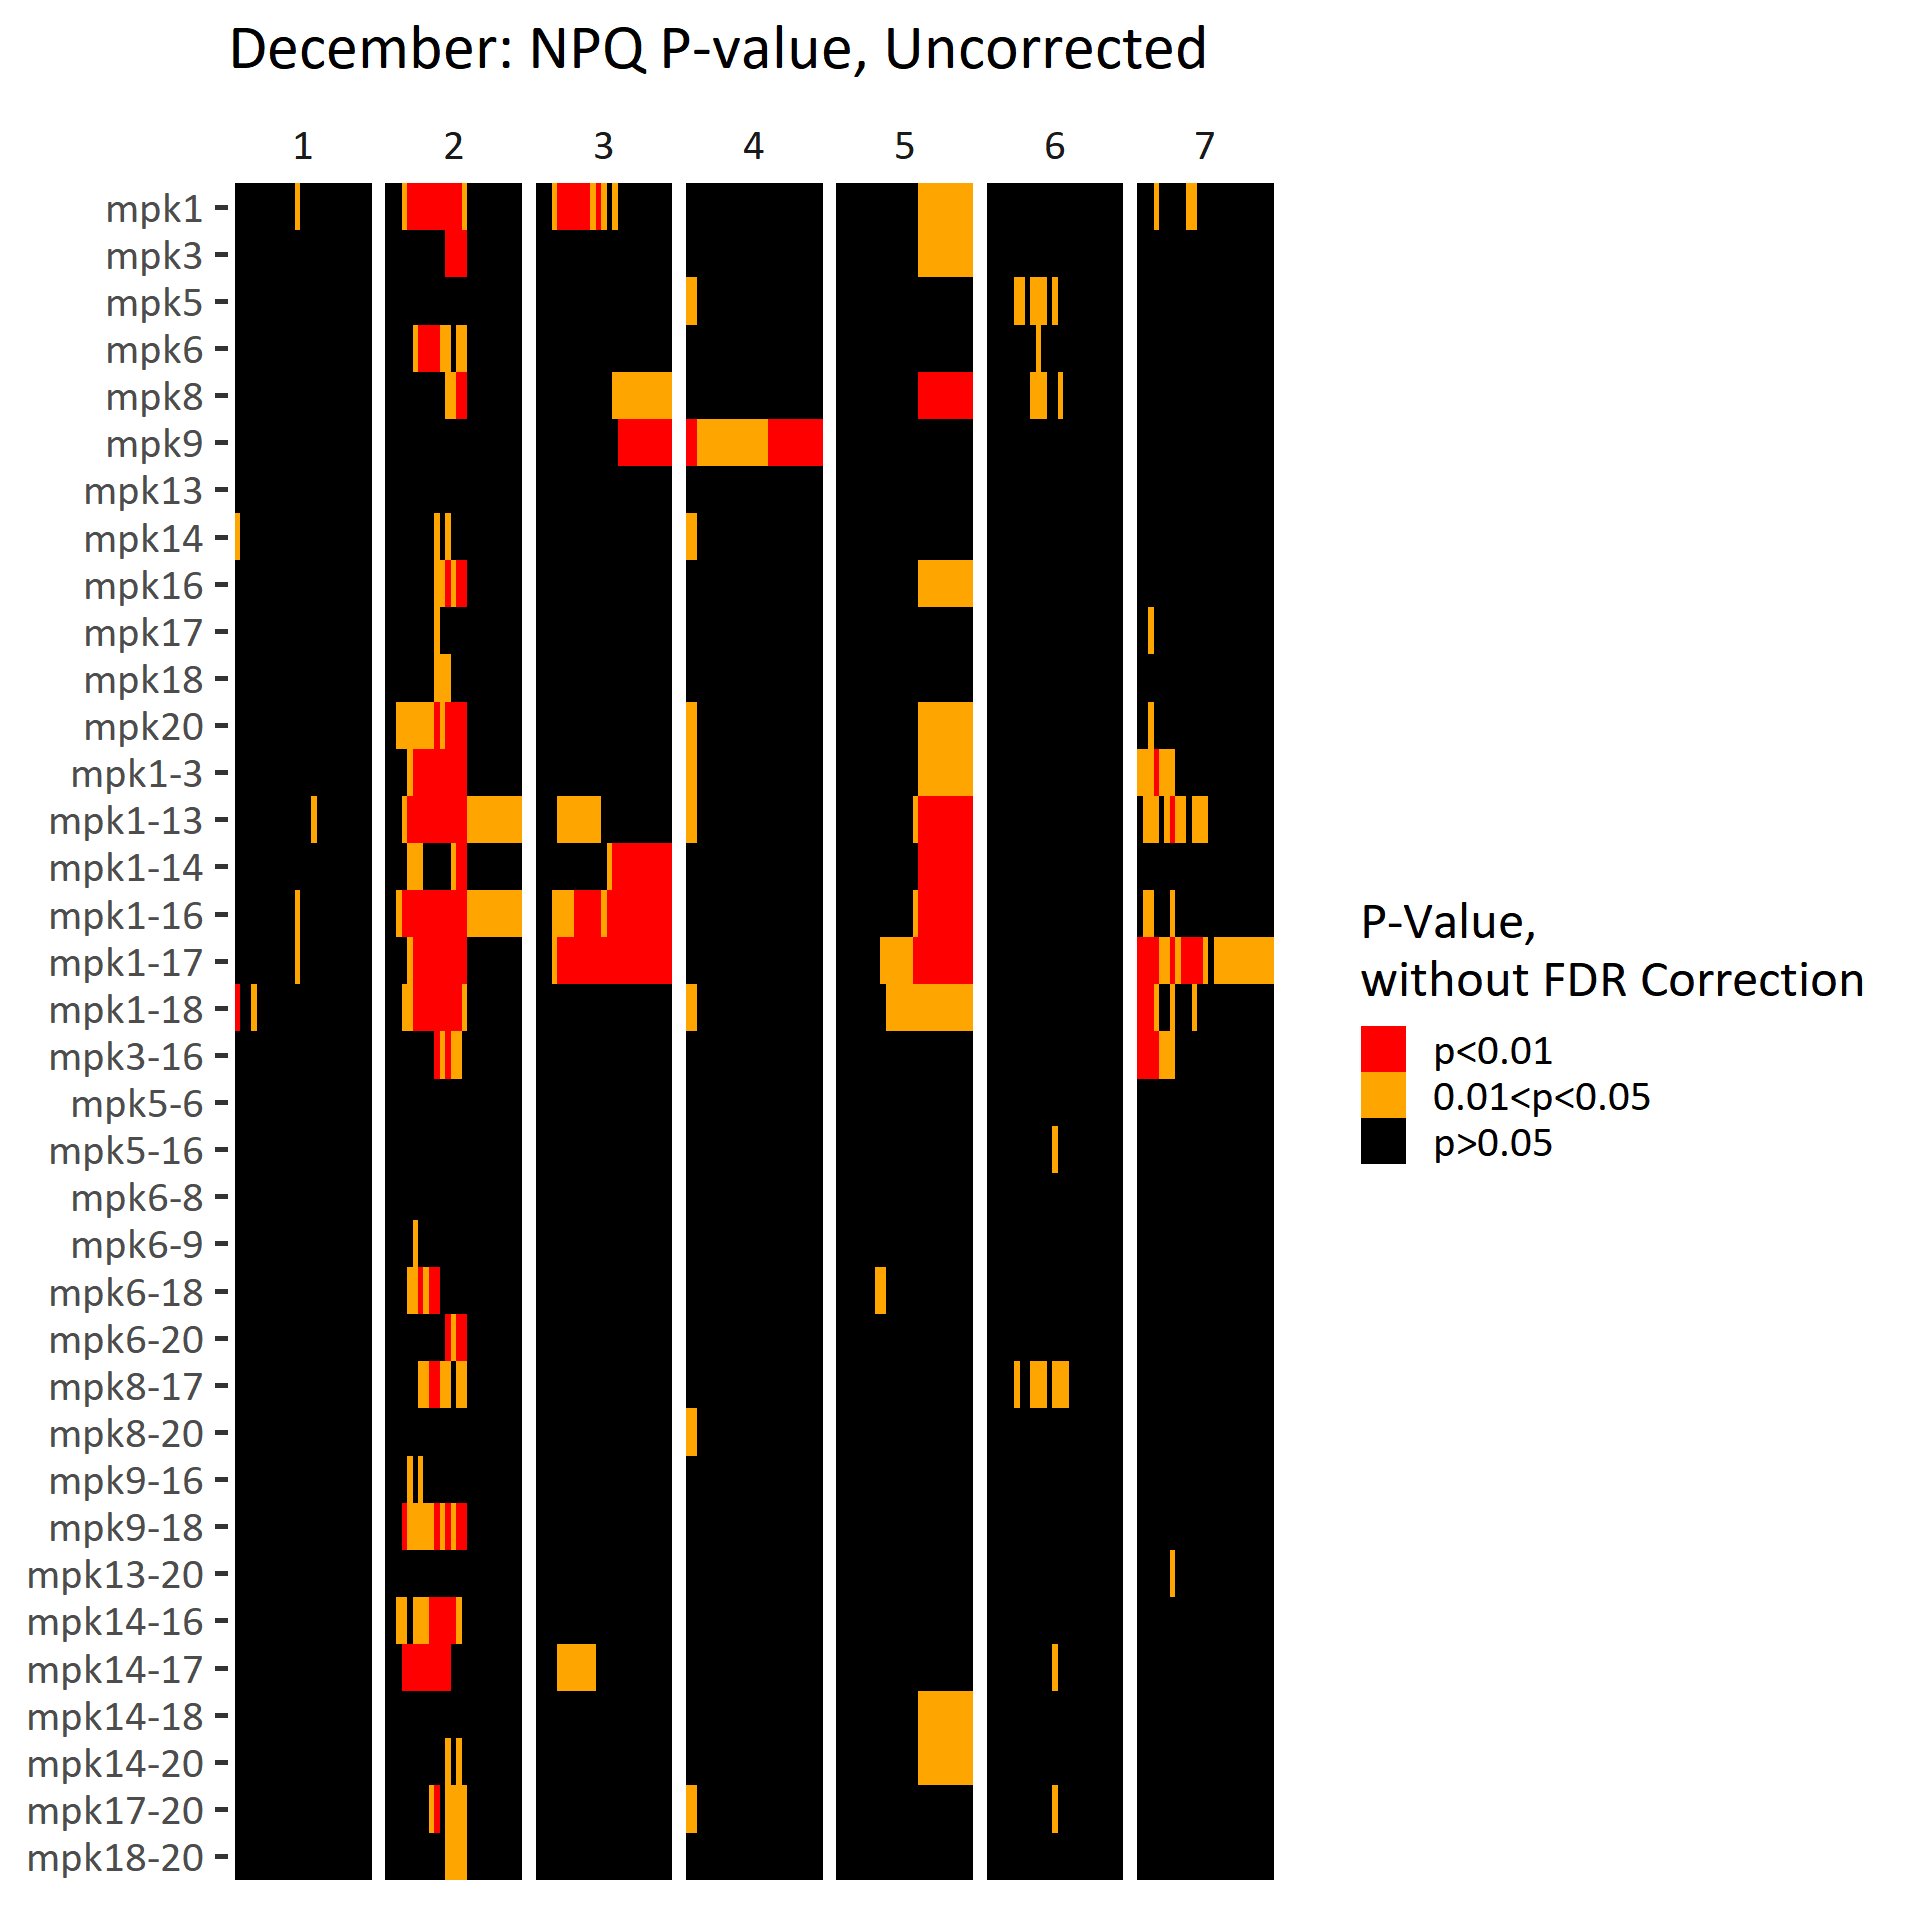 December: NPQ P-value, Uncorrected
1 2 3 4 5 6 7
mpk1
mpk3
mpk5
mpk6
mpk8
mpk9
mpk13
mpk14
mpk16
mpk17
mpk18
mpk20
mpk1-3
mpk1-13
mpk1-14
mpk1-16
mpk1-17
mpk1-18
mpk3-16
mpk5-6
mpk5-16
mpk6-8
mpk6-9
mpk6-18
mpk6-20
mpk8-17
mpk8-20
mpk9-16
mpk9-18
mpk13-20
mpk14-16
mpk14-17
mpk14-18
mpk14-20
mpk17-20
mpk18-20
P-Value,
without FDR Correction
p<0.01
0.01<p<0.05
p>0.05